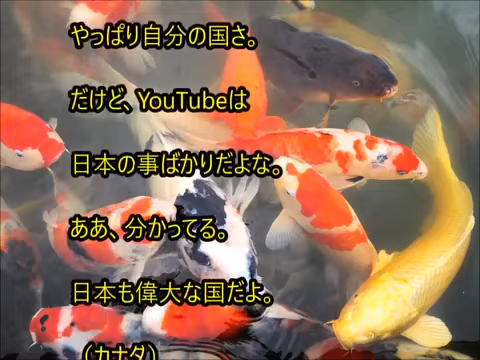 やっぱり自分の国さ。
だけど、YouTubeは
日本の事ばかりだよな。
ああ、分かってる。
日本も偉大な国だよ。
(カナダ)